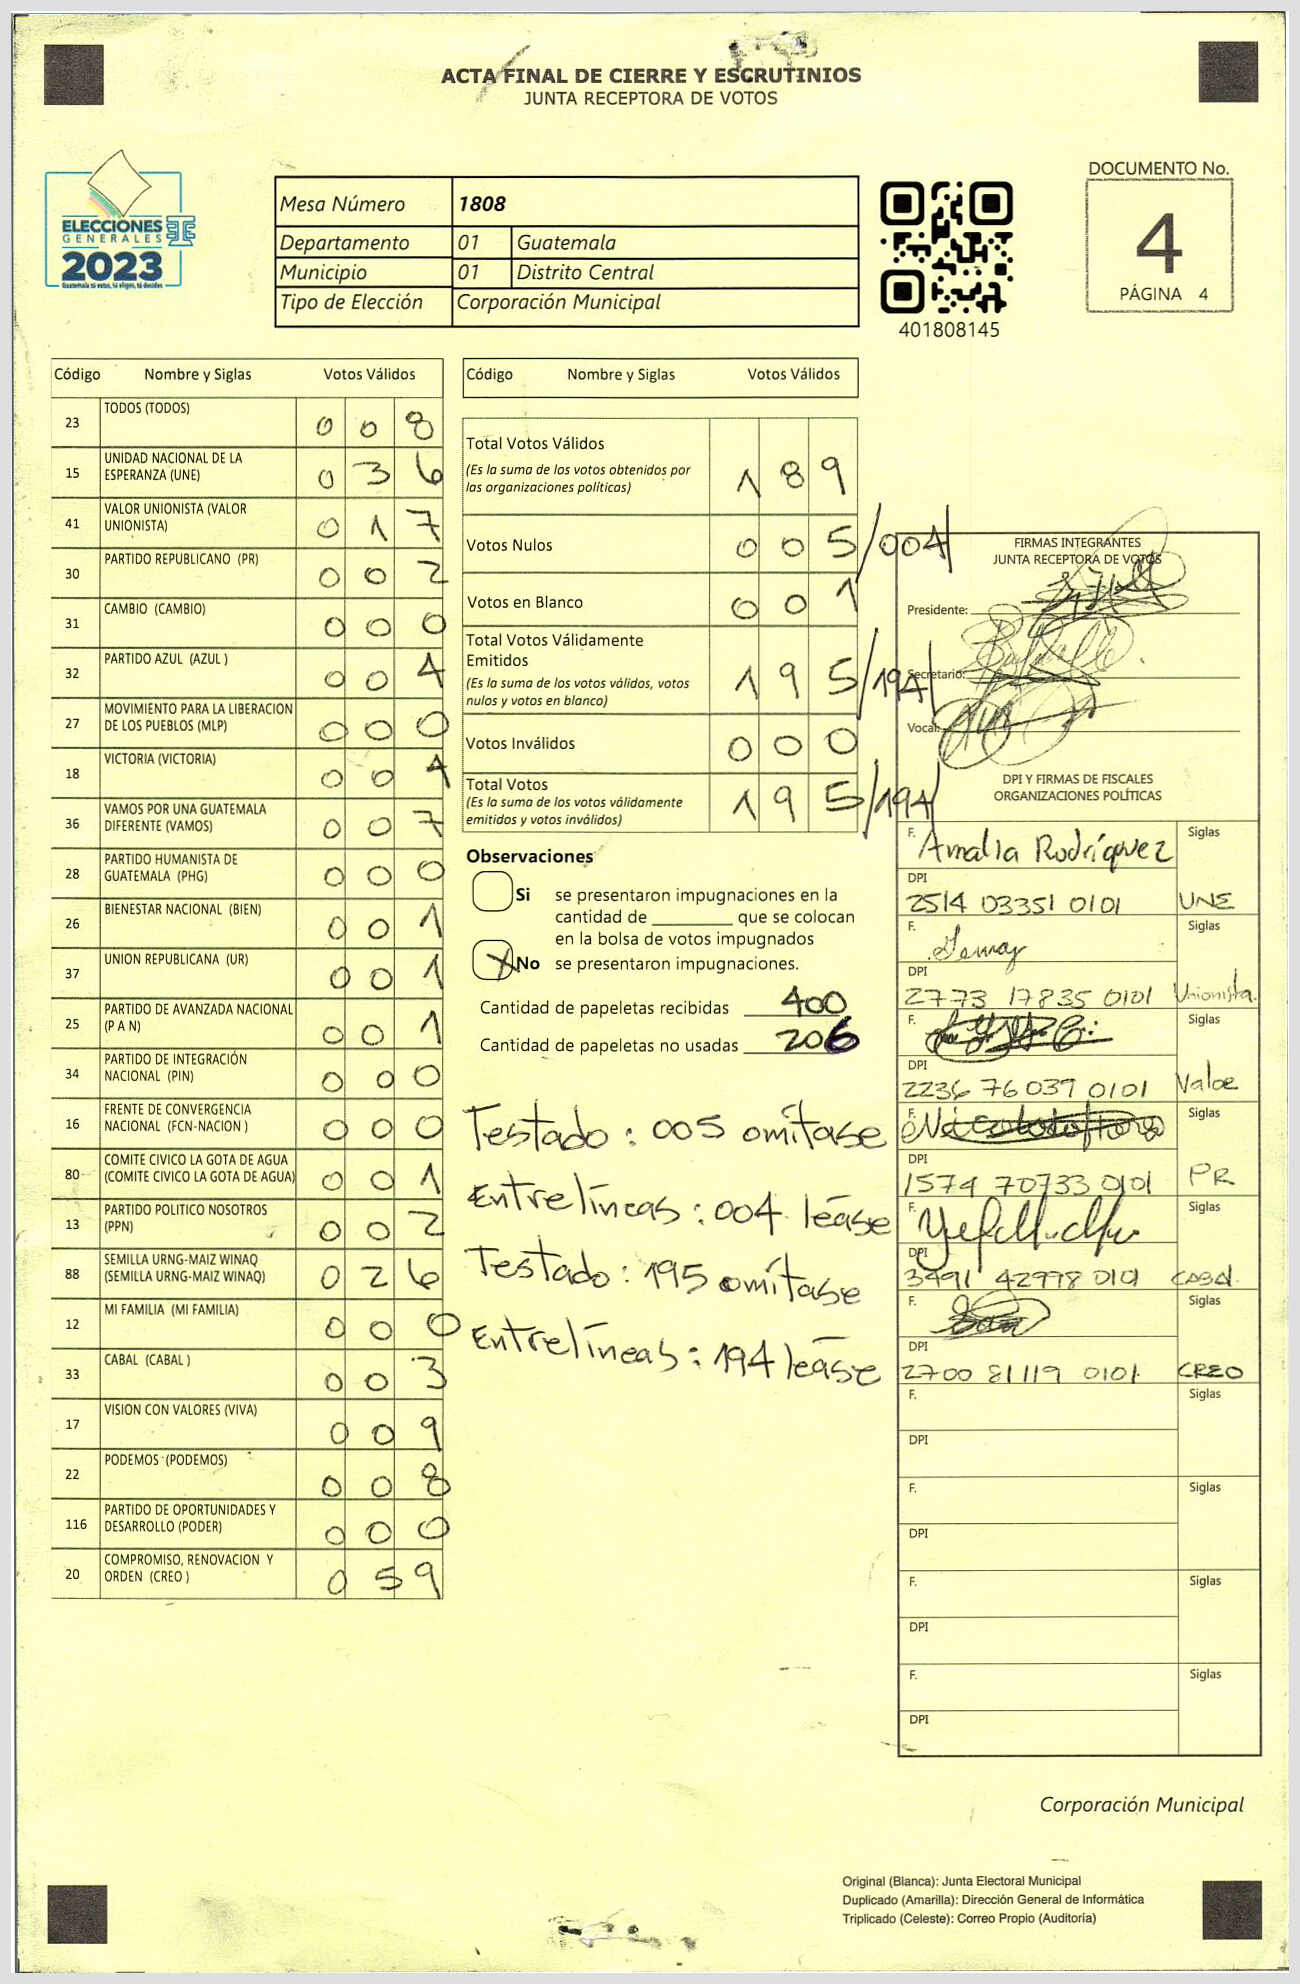 ACTA FINAL DE CIERRE Y ESCRUTINIOS
JUNTA RECEPTORA DE VOTOS
ELECCIONES
GENERALES
2023
Guatemala tú votas, tú eliges, tú decides
Mesa Número 1808
Departamento 01 Guatemala
Municipio 01 Distrito Central
Tipo de Elección Corporación Municipal
401808145
DOCUMENTO No.
4
PÁGINA 4
Código Nombre y Siglas Votos Válidos
23 TODOS (TODOS) 0 0 8
15 UNIDAD NACIONAL DE LA
ESPERANZA (UNE) 0 3 6
41 VALOR UNIONISTA (VALOR
UNIONISTA) 0 1 7
30 PARTIDO REPUBLICANO (PR) 0 0 2
31 CAMBIO (CAMBIO) 0 0 0
32 PARTIDO AZUL (AZUL ) 0 0 4
27 MOVIMIENTO PARA LA LIBERACION
DE LOS PUEBLOS (MLP) 0 0 0
18 VICTORIA (VICTORIA) 0 0 4
36 VAMOS POR UNA GUATEMALA
DIFERENTE (VAMOS) 0 0 7
28 PARTIDO HUMANISTA DE
GUATEMALA (PHG) 0 0 0
26 BIENESTAR NACIONAL (BIEN) 0 0 1
37 UNION REPUBLICANA (UR) 0 0 1
25 PARTIDO DE AVANZADA NACIONAL
(P A N) 0 0 1
34 PARTIDO DE INTEGRACIÓN
NACIONAL (PIN) 0 0 0
16 FRENTE DE CONVERGENCIA
NACIONAL (FCN-NACION ) 0 0 0
80 COMITE CIVICO LA GOTA DE AGUA
(COMITE CIVICO LA GOTA DE AGUA) 0 0 1
13 PARTIDO POLITICO NOSOTROS
(PPN) 0 0 2
88 SEMILLA URNG-MAIZ WINAQ
(SEMILLA URNG-MAIZ WINAQ) 0 2 6
12 MI FAMILIA (MI FAMILIA) 0 0 0
33 CABAL (CABAL ) 0 0 3
17 VISION CON VALORES (VIVA) 0 0 9
22 PODEMOS (PODEMOS) 0 0 8
116 PARTIDO DE OPORTUNIDADES Y
DESARROLLO (PODER) 0 0 0
20 COMPROMISO, RENOVACION Y
ORDEN (CREO ) 0 5 9
Código Nombre y Siglas Votos Válidos
Total Votos Válidos 1 8 9
(Es la suma de los votos obtenidos por
las organizaciones políticas)
Votos Nulos 0 0 5/004/
Votos en Blanco 0 0 1
Total Votos Válidamente
Emitidos 1 9 5/194/
(Es la suma de los votos válidos, votos
nulos y votos en blanco)
Votos Inválidos 0 0 0
Total Votos 1 9 5/194/
(Es la suma de los votos válidamente
emitidos y votos inválidos)
Observaciones
Si se presentaron impugnaciones en la
cantidad de ________ que se colocan
en la bolsa de votos impugnados
X No se presentaron impugnaciones.
Cantidad de papeletas recibidas 400
Cantidad de papeletas no usadas 206
Testado : 005 omítase
Entrelíneas : 004 léase
Testado : 195 omítase
Entrelíneas : 194 léase
FIRMAS INTEGRANTES
JUNTA RECEPTORA DE VOTOS
Presidente:
Secretario:
Vocal:
DPI Y FIRMAS DE FISCALES
ORGANIZACIONES POLÍTICAS
F. Amalia Rodríquez Siglas
DPI
2514 03351 0101 UNE
F. Siglas
DPI
2773 17835 0101 Unionista.
F. Siglas
DPI
2236 76039 0101 Valor
F. Siglas
DPI
1574 70733 0101 PR
F. Siglas
DPI
3491 42998 0101 CABAL
F. Siglas
DPI
2700 81119 0101 CREO
F. Siglas
DPI
F. Siglas
DPI
F. Siglas
DPI
F. Siglas
DPI
Corporación Municipal
Original (Blanca): Junta Electoral Municipal
Duplicado (Amarilla): Dirección General de Informática
Triplicado (Celeste): Correo Propio (Auditoría)